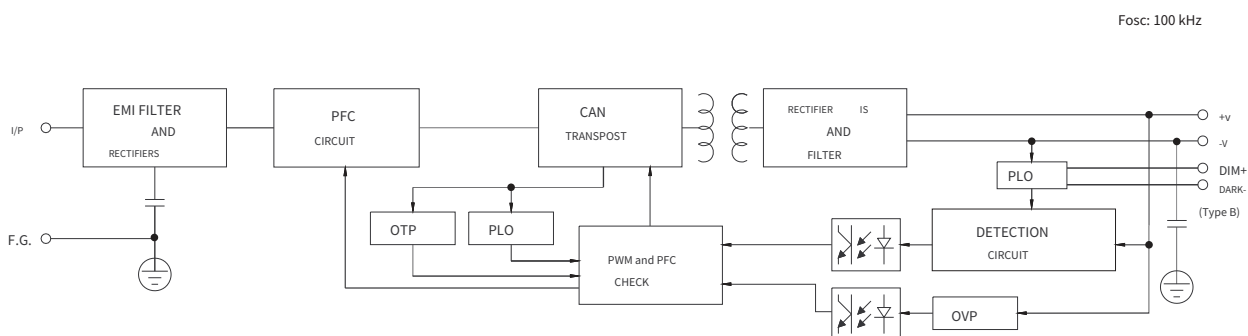 Fosc: 100 kHz
I/P
EMI FILTER
AND
RECTIFIERS
PFC
CIRCUIT
CAN
TRANSPOST
RECTIFIER IS
AND
FILTER
+v
-V
PLO
DIM+
DARK-
(Type B)
F.G.
OTP
PLO
PWM and PFC
CHECK
DETECTION
CIRCUIT
OVP